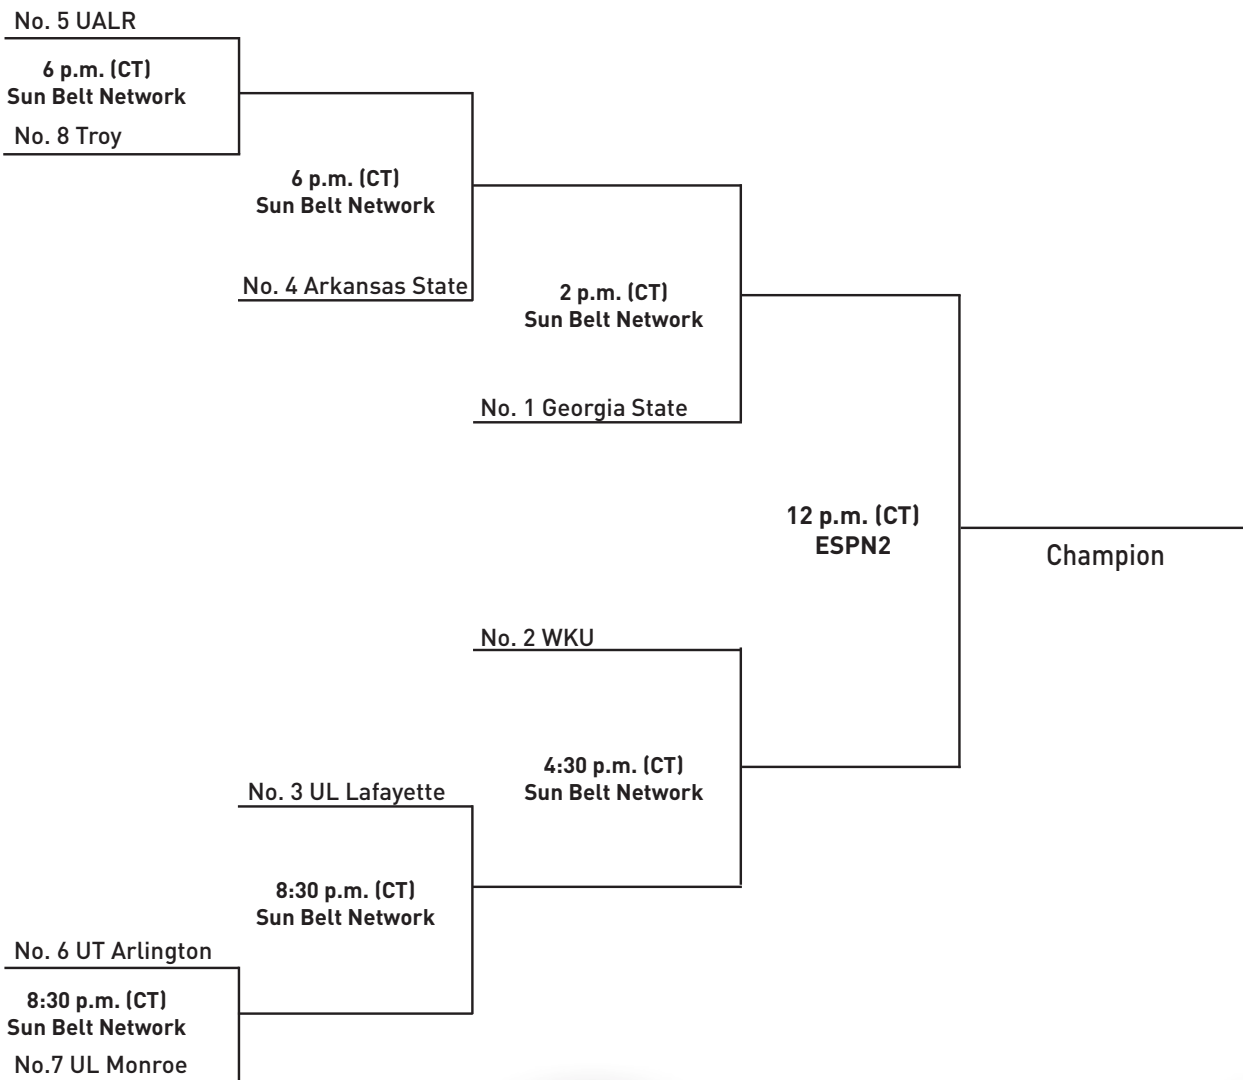 No. 5 UALR
6 p.m. (CT)
Sun Belt Network
No. 8 Troy
6 p.m. (CT)
Sun Belt Network
No. 4 Arkansas State
2 p.m. (CT)
Sun Belt Network
No. 1 Georgia State
12 p.m. (CT)
ESPN2
Champion
No. 2 WKU
4:30 p.m. (CT)
Sun Belt Network
No. 3 UL Lafayette
8:30 p.m. (CT)
Sun Belt Network
No. 6 UT Arlington
8:30 p.m. (CT)
Sun Belt Network
No.7 UL Monroe